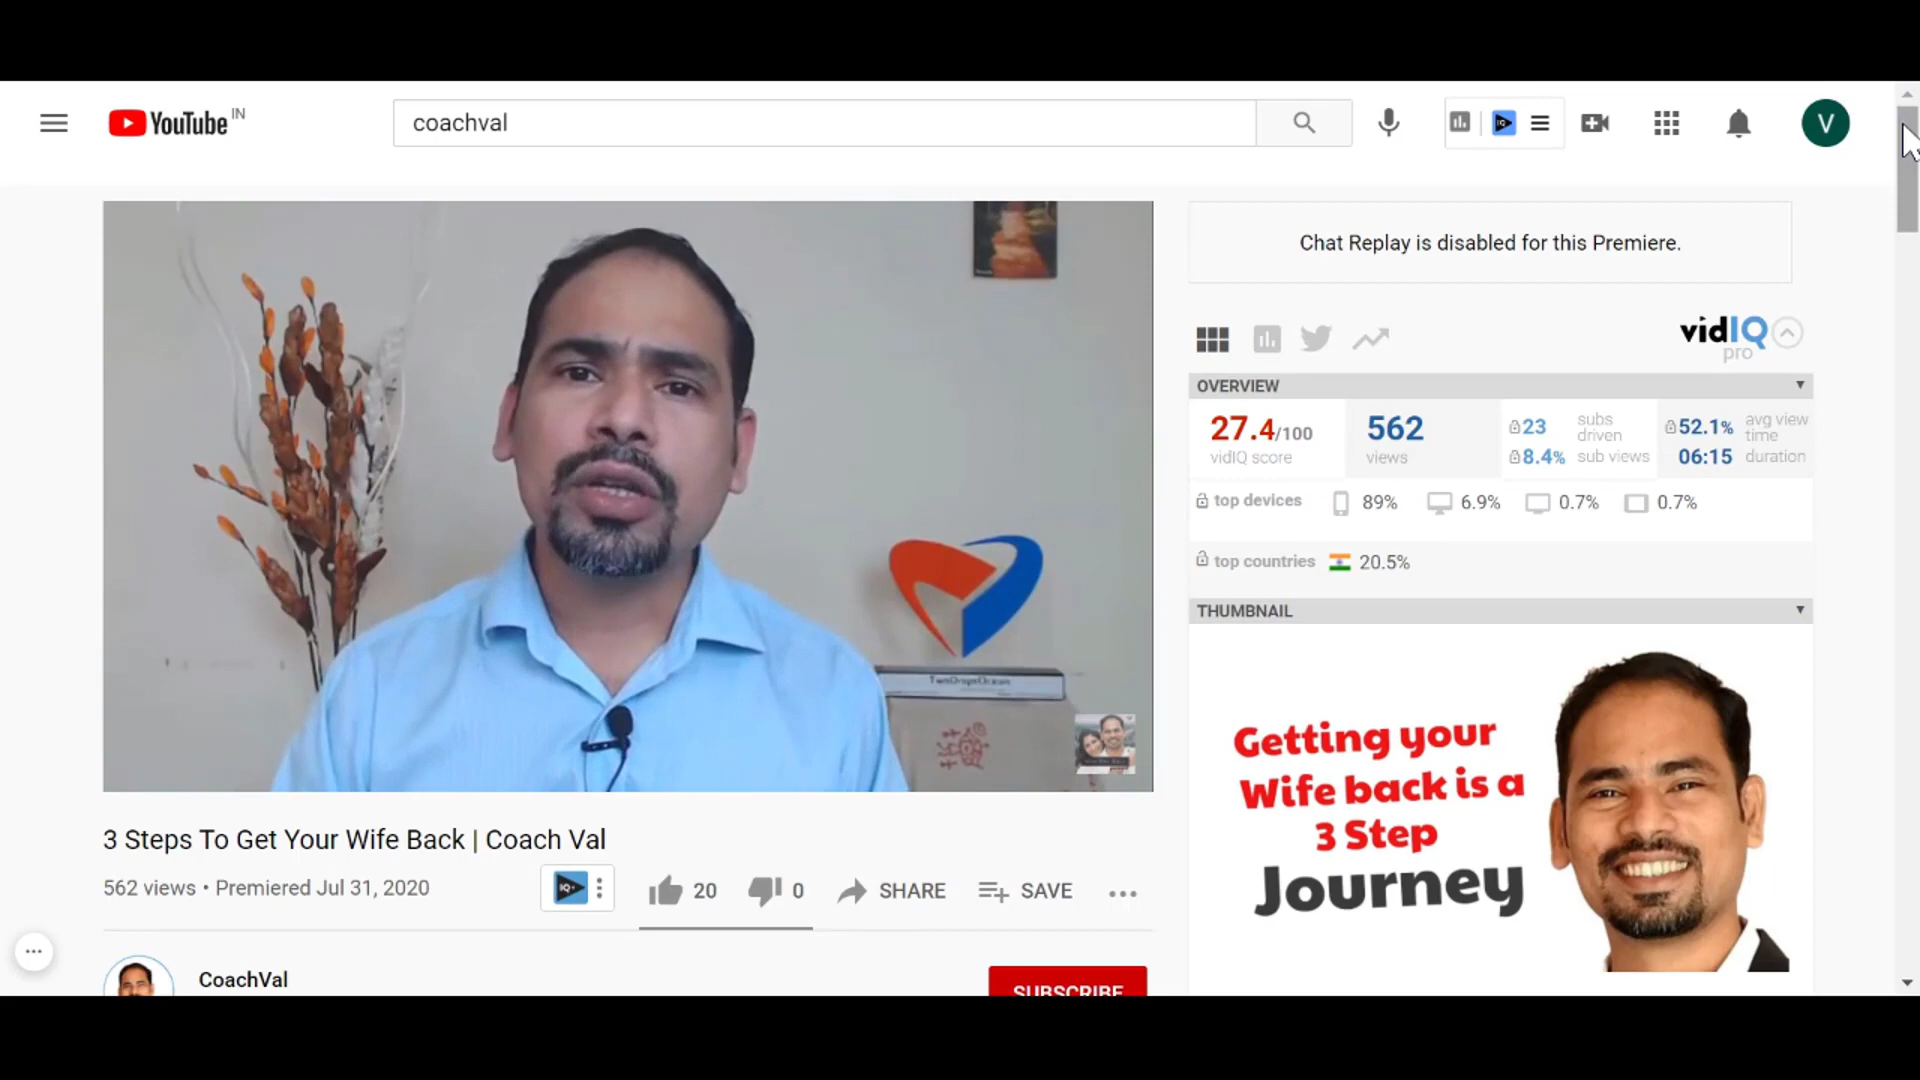 YouTube IN
coachval
V
Chat Replay is disabled for this Premiere.
vidIQ
pro
OVERVIEW
27.4/100
vidIQ score
562
views
23 subs driven
8.4% sub views
52.1% avg view time
06:15 duration
top devices 89% 6.9% 0.7% 0.7%
top countries 20.5%
THUMBNAIL
Getting your
Wife back is a
3 Step
Journey
TwoDropsOcean
3 Steps To Get Your Wife Back | Coach Val
562 views • Premiered Jul 31, 2020
IQ
20
0
SHARE
SAVE
CoachVal
SUBSCRIBE